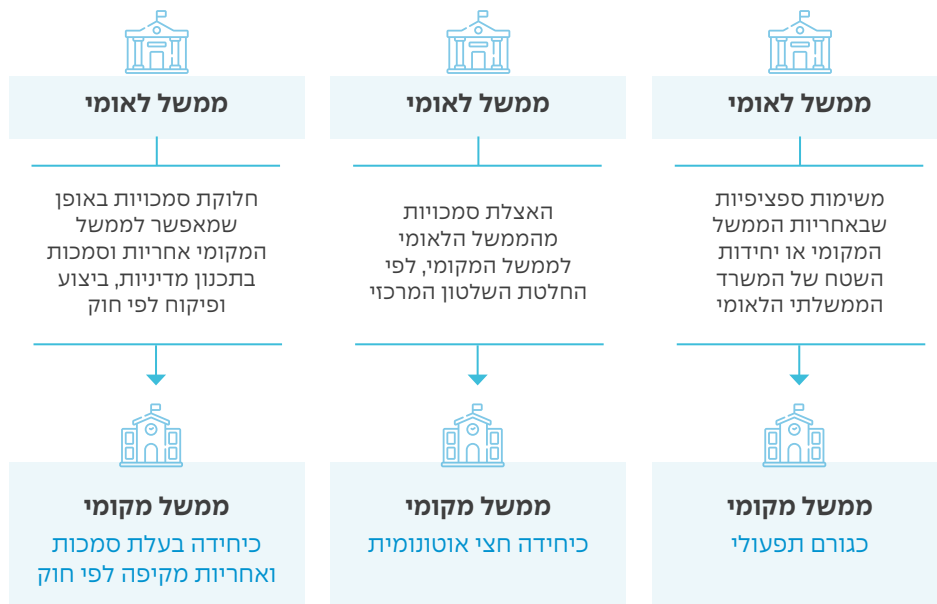 ממשל לאומי
משימות ספציפיות
שבאחריות הממשל
המקומי או יחידות
השטח של המשרד
הממשלתי הלאומי
ממשל מקומי
כגורם תפעולי
ממשל לאומי
האצלת סמכויות
מהממשל הלאומי
לממשל המקומי, לפי
החלטת השלטון המרכזי
ממשל מקומי
כיחידה חצי אוטונומית
ממשל לאומי
חלוקת סמכויות באופן
שמאפשר לממשל
המקומי אחריות וסמכות
בתכנון מדיניות, ביצוע
ופיקוח לפי חוק
ממשל מקומי
כיחידה בעלת סמכות
ואחריות מקיפה לפי חוק